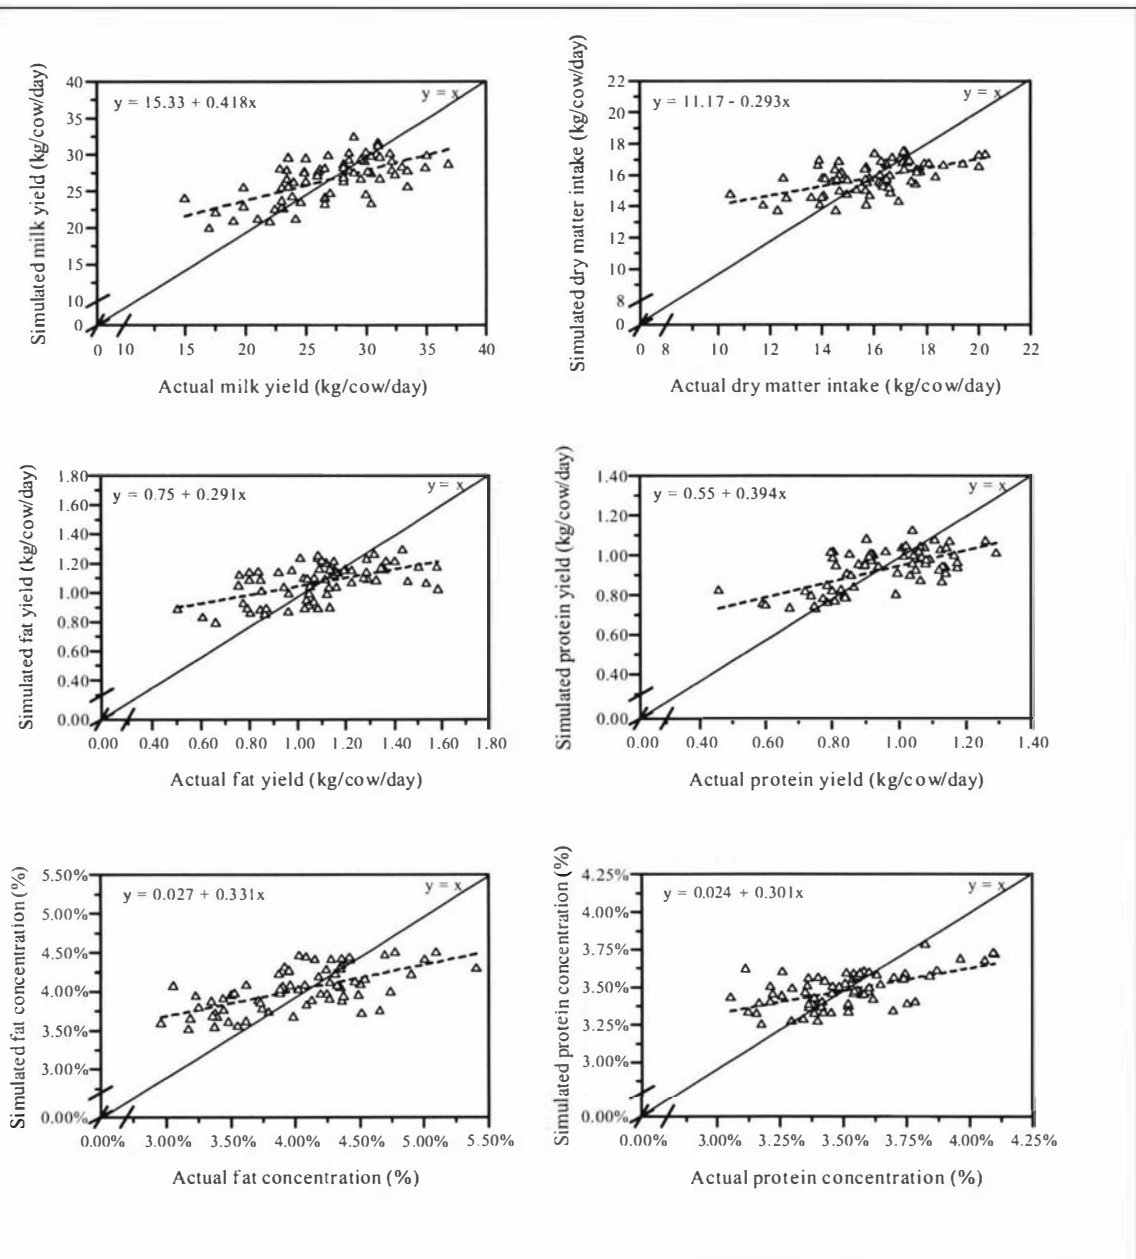 Simulated milk yield (kg/cow/day)
y = 15.33 + 0.418x
y = x
40
35
30
25
20
15
10
0
0 10 15 20 25 30 35 40
Actual milk yield (kg/cow/day)
Simulated dry matter intake (kg/cow/day)
y = 11.17 - 0.293x
y = x
22
20
18
16
14
12
10
8
0
0 8 10 12 14 16 18 20 22
Actual dry matter intake (kg/cow/day)
Simulated fat yield (kg/cow/day)
y = 0.75 + 0.291x
y = x
1.80
1.60
1.40
1.20
1.00
0.80
0.60
0.40
0.00
0.00 0.40 0.60 0.80 1.00 1.20 1.40 1.60 1.80
Actual fat yield (kg/cow/day)
Simulated protein yield (kg/cow/day)
y = 0.55 + 0.394x
y = x
1.40
1.20
1.00
0.80
0.60
0.40
0.00
0.00 0.40 0.60 0.80 1.00 1.20 1.40
Actual protein yield (kg/cow/day)
Simulated fat concentration (%)
y = 0.027 + 0.331x
y = x
5.50%
5.00%
4.50%
4.00%
3.50%
3.00%
0.00%
0.00% 3.00% 3.50% 4.00% 4.50% 5.00% 5.50%
Actual fat concentration (%)
Simulated protein concentration (%)
y = 0.024 + 0.301x
y = x
4.25%
4.00%
3.75%
3.50%
3.25%
3.00%
0.00%
0.00% 3.00% 3.25% 3.50% 3.75% 4.00% 4.25%
Actual protein concentration (%)